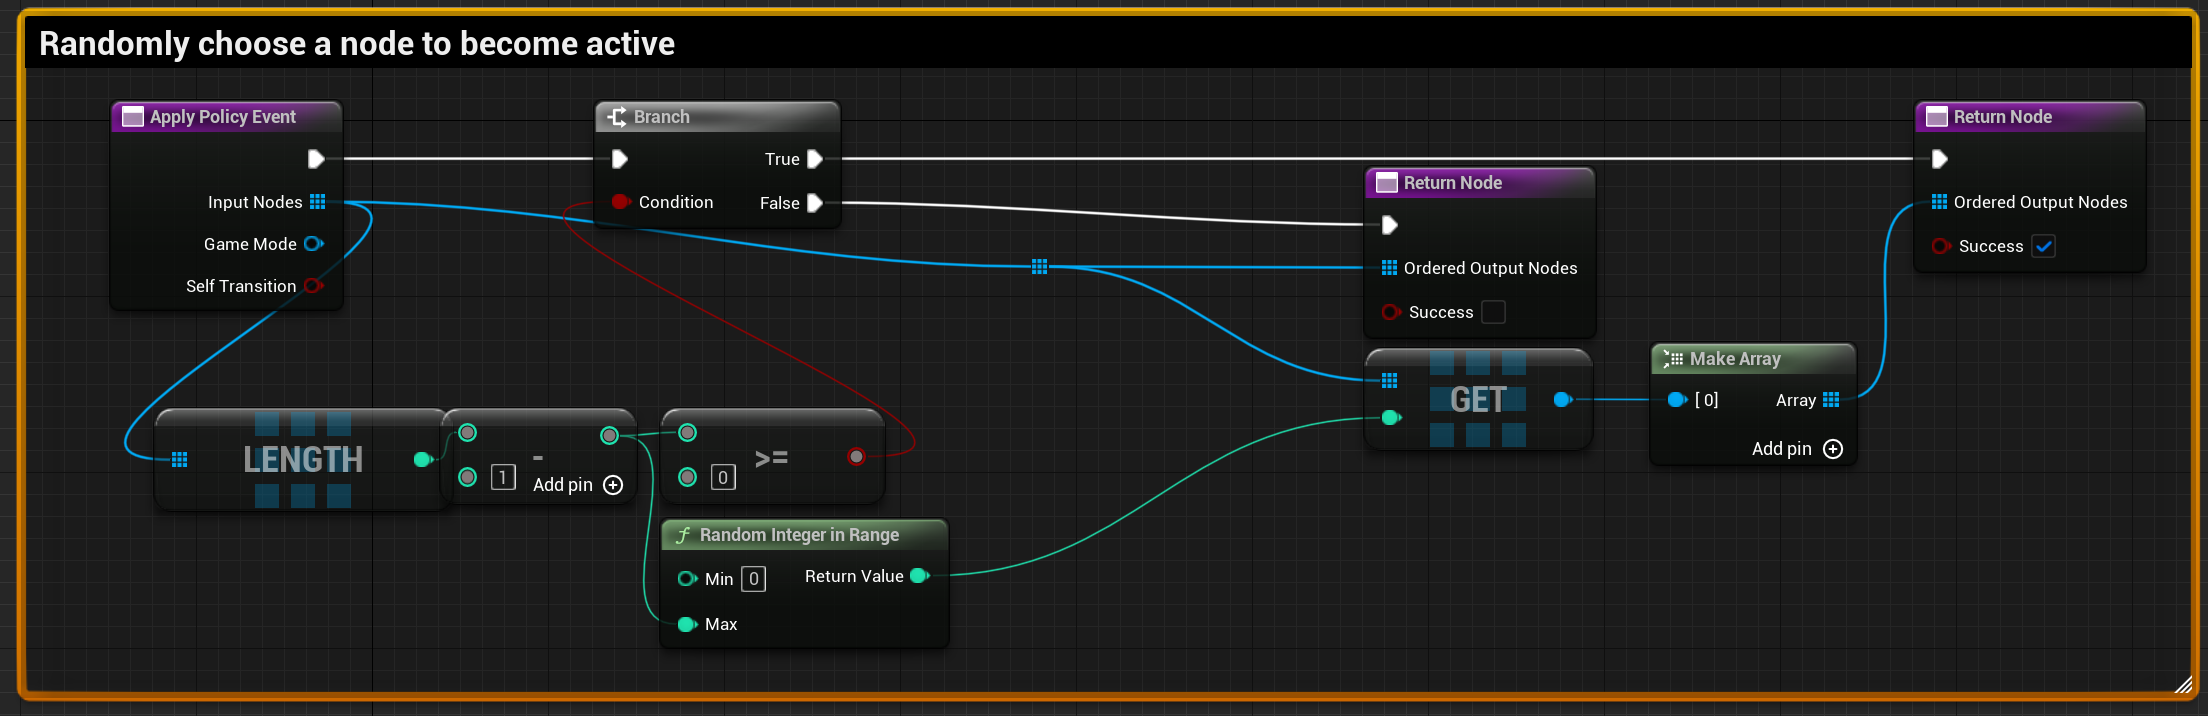 Randomly choose a node to become active
Apply Policy Event
Input Nodes
Game Mode
Self Transition
Branch
True
Condition
False
Return Node
Ordered Output Nodes
Success
Return Node
Ordered Output Nodes
Success
LENGTH
-
1
Add pin
>=
0
Random Integer in Range
Min 0
Return Value
Max
GET
Make Array
[ 0]
Array
Add pin